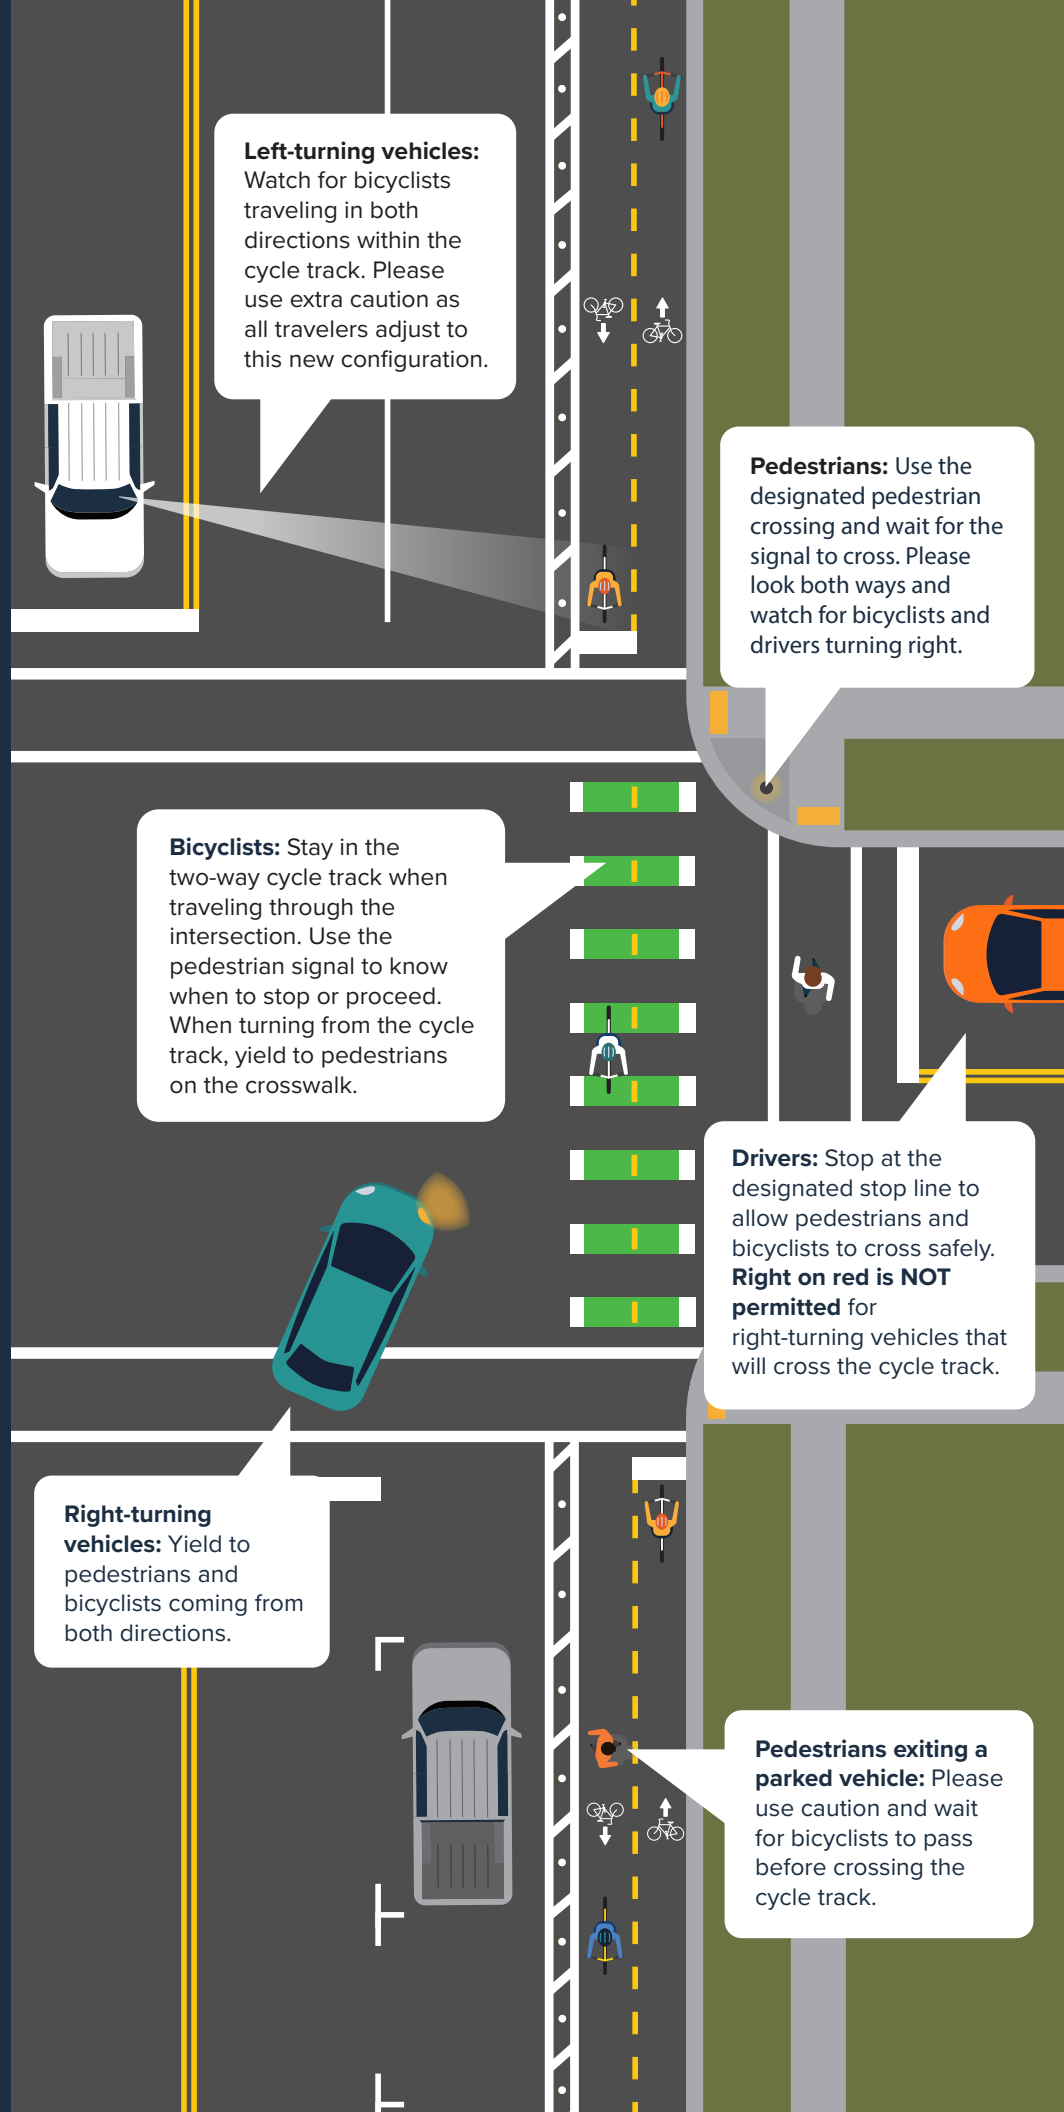 Left-turning vehicles:
Watch for bicyclists
traveling in both
directions within the
cycle track. Please
use extra caution as
all travelers adjust to
this new configuration.
Pedestrians: Use the
designated pedestrian
crossing and wait for the
signal to cross. Please
look both ways and
watch for bicyclists and
drivers turning right.
Bicyclists: Stay in the
two-way cycle track when
traveling through the
intersection. Use the
pedestrian signal to know
when to stop or proceed.
When turning from the cycle
track, yield to pedestrians
on the crosswalk.
Drivers: Stop at the
designated stop line to
allow pedestrians and
bicyclists to cross safely.
Right on red is NOT
permitted for
right-turning vehicles that
will cross the cycle track.
Right-turning
vehicles: Yield to
pedestrians and
bicyclists coming from
both directions.
Pedestrians exiting a
parked vehicle: Please
use caution and wait
for bicyclists to pass
before crossing the
cycle track.